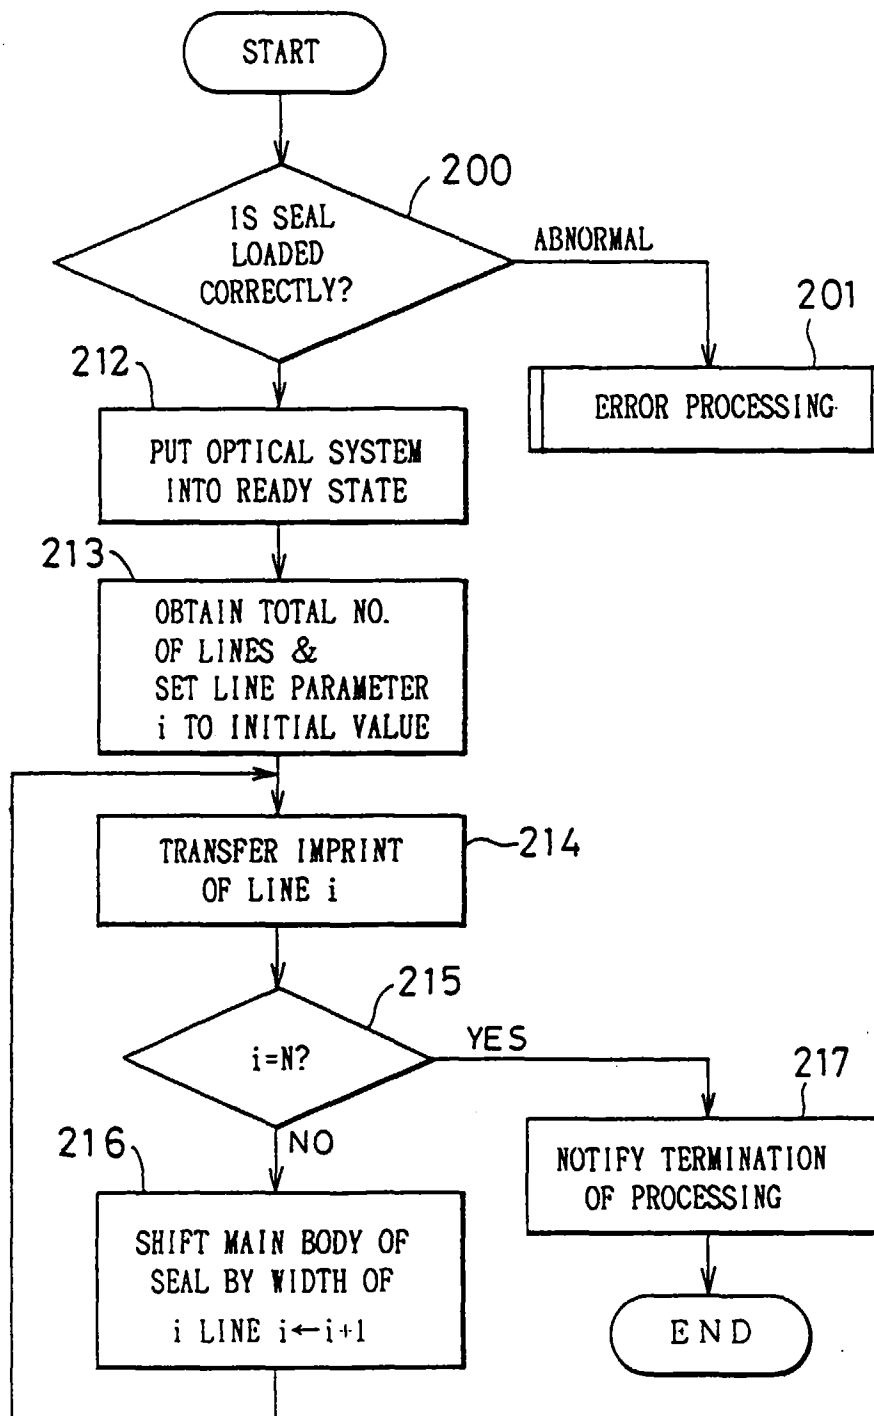 START
200
IS SEAL
LOADED
CORRECTLY?
ABNORMAL
201
ERROR PROCESSING
212
PUT OPTICAL SYSTEM
INTO READY STATE
213
OBTAIN TOTAL NO.
OF LINES &
SET LINE PARAMETER
i TO INITIAL VALUE
214
TRANSFER IMPRINT
OF LINE i
215
i=N?
YES
NO
217
NOTIFY TERMINATION
OF PROCESSING
216
SHIFT MAIN BODY OF
SEAL BY WIDTH OF
i LINE i←i+1
END